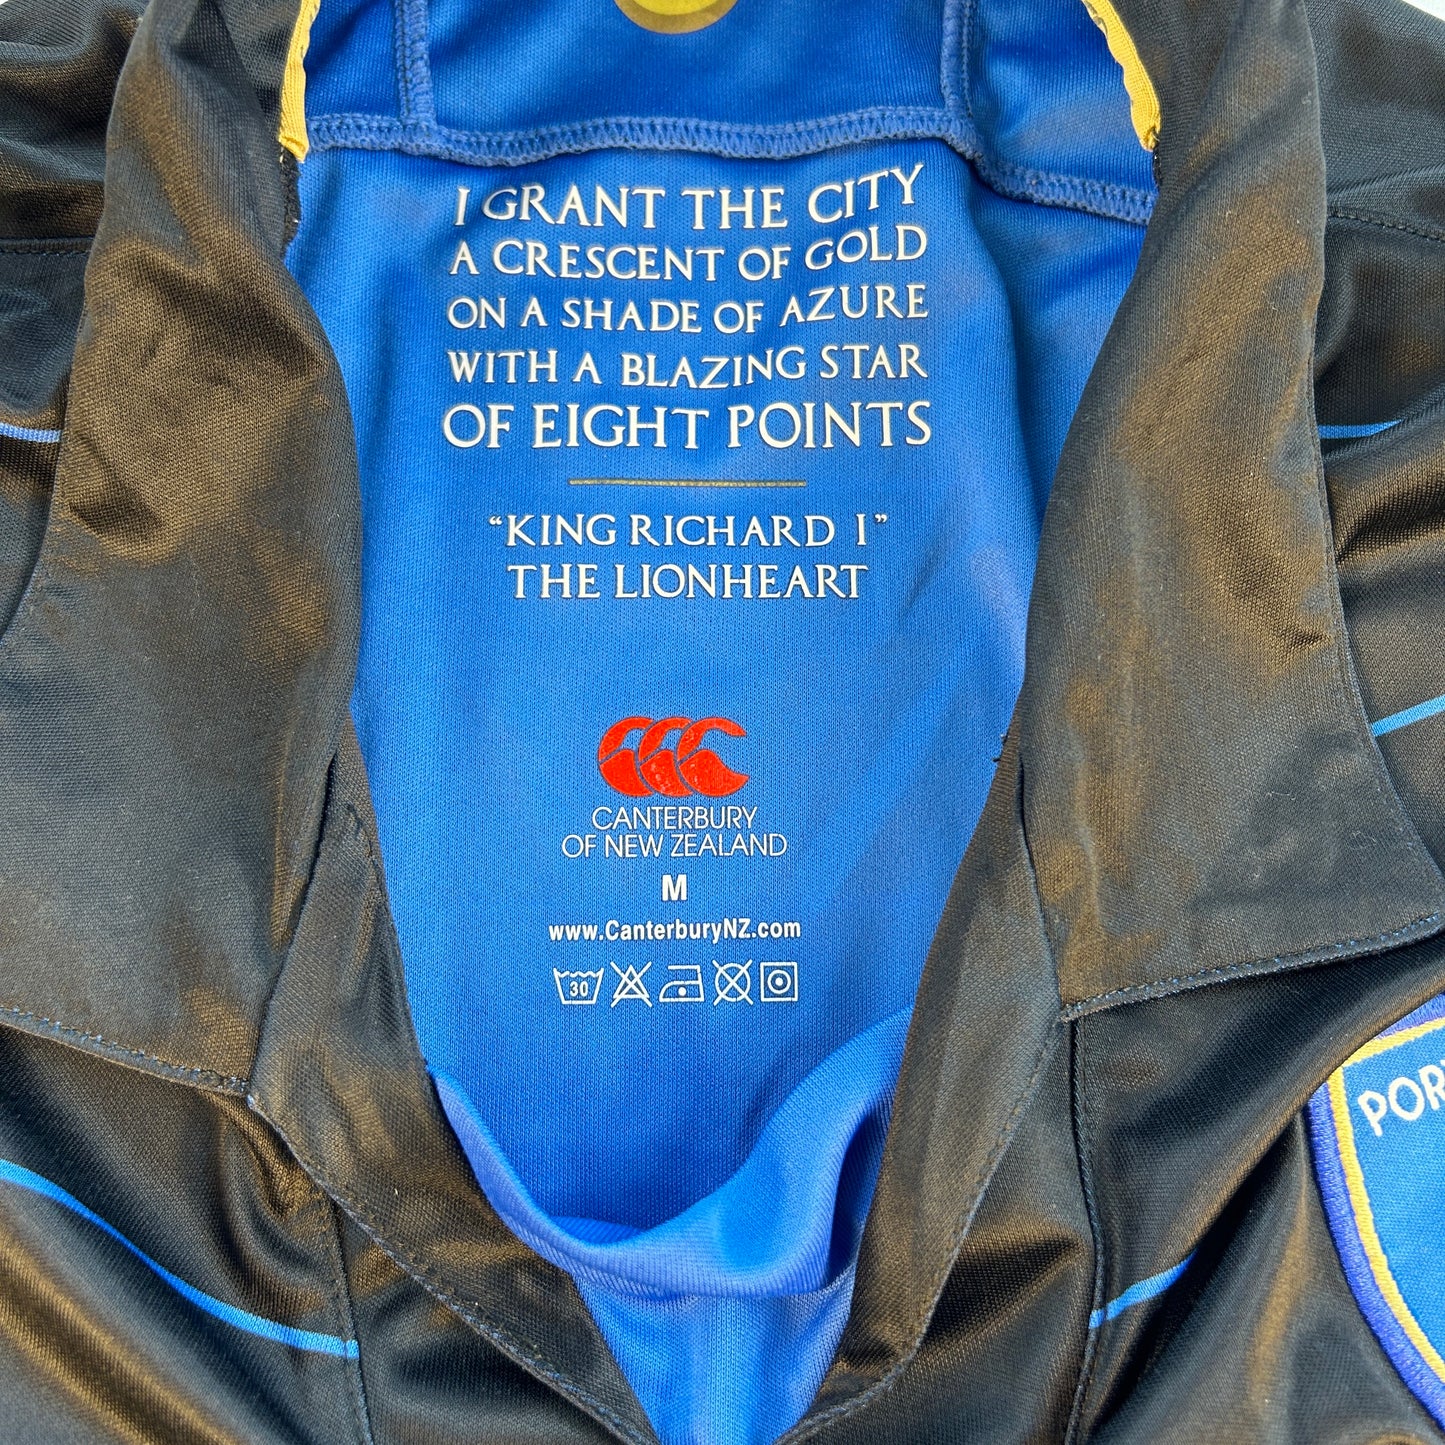 I GRANT THE CITY
A CRESCENT OF GOLD
ON A SHADE OF AZURE
WITH A BLAZING STAR
OF EIGHT POINTS
“KING RICHARD I”
THE LIONHEART
CANTERBURY
OF NEW ZEALAND
M
www.CanterburyNZ.com
30
POR